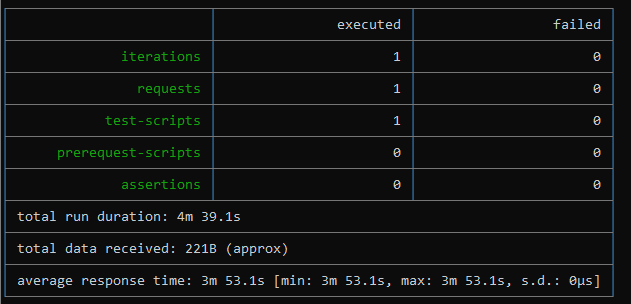 executed failed
iterations 1 0
requests 1 0
test-scripts 1 0
prerequest-scripts 0 0
assertions 0 0
total run duration: 4m 39.1s
total data received: 221B (approx)
average response time: 3m 53.1s [min: 3m 53.1s, max: 3m 53.1s, s.d.: 0µs]